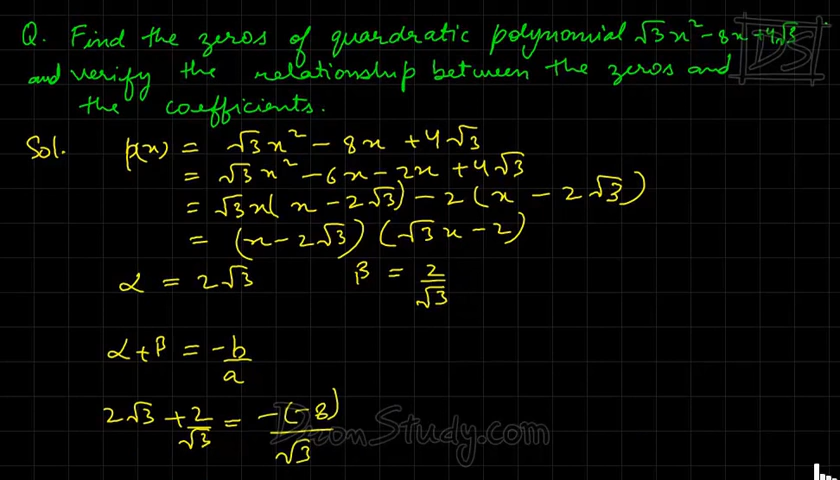 Q. Find the zeros of quardratic polynomial √3x² - 8x + 4√3
and verify the relationship between the zeros and
the coefficients.
Sol. p(x) = √3x² - 8x + 4√3
= √3x² - 6x - 2x + 4√3
= √3x( x - 2√3) - 2 ( x - 2√3 )
= (x - 2√3) (√3x - 2)
α = 2√3 β = 2/√3
α + β = -b/a
2√3 + 2/√3 = -(-8)/√3
DronStudy.com
DS